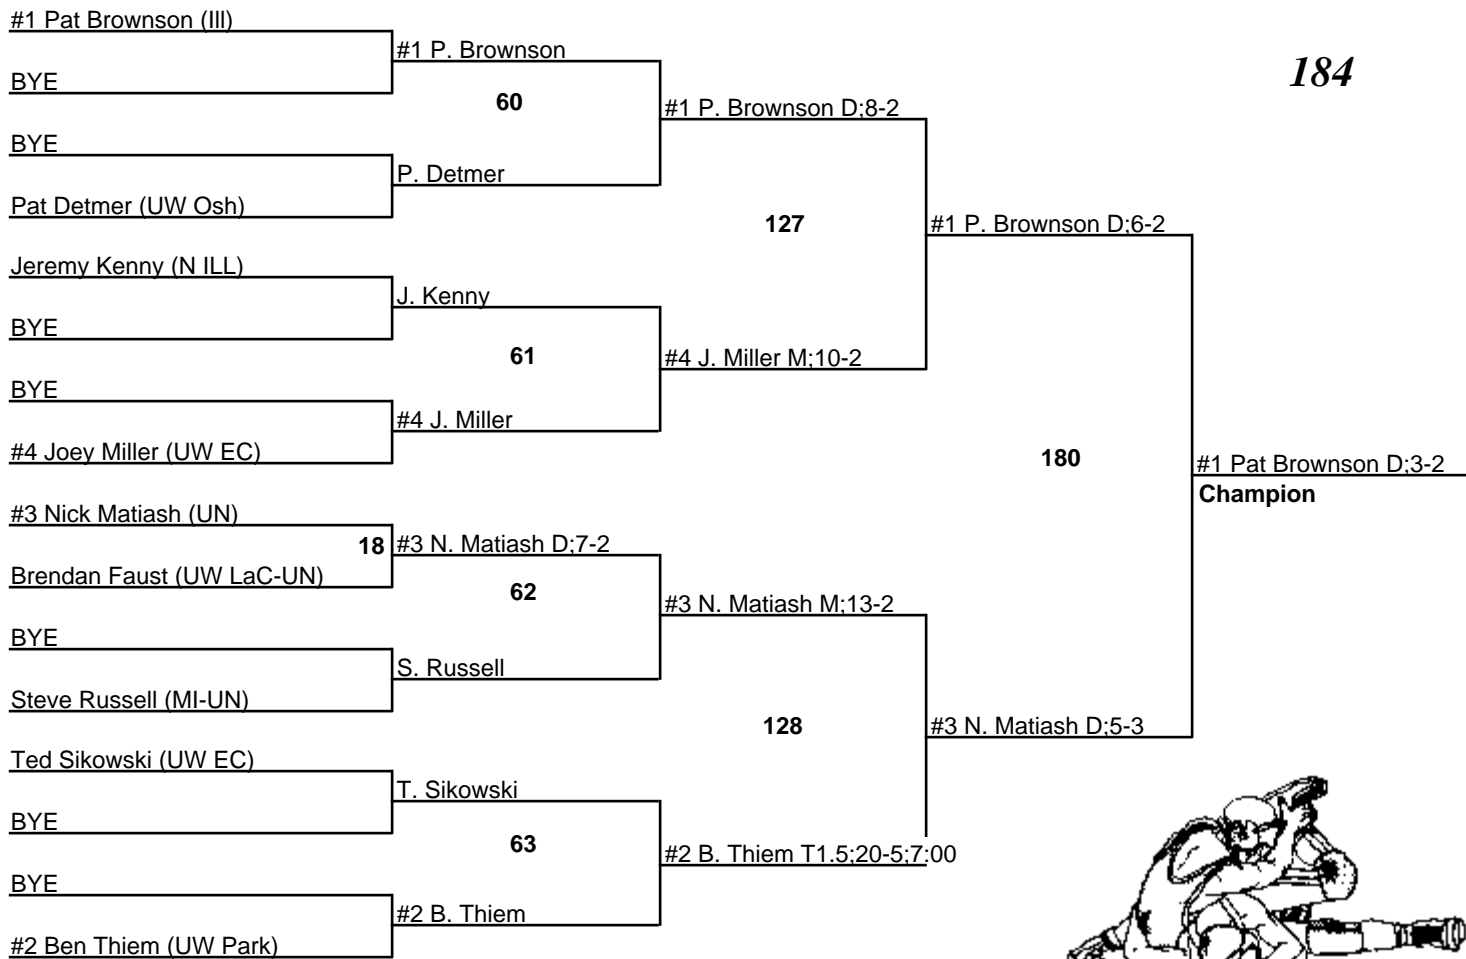 #1 Pat Brownson (Ill)
#1 P. Brownson
184
BYE
60
#1 P. Brownson D;8-2
BYE
P. Detmer
Pat Detmer (UW Osh)
127
#1 P. Brownson D;6-2
Jeremy Kenny (N ILL)
J. Kenny
BYE
61
#4 J. Miller M;10-2
BYE
#4 J. Miller
#4 Joey Miller (UW EC)
180
#1 Pat Brownson D;3-2
Champion
#3 Nick Matiash (UN)
18
#3 N. Matiash D;7-2
Brendan Faust (UW LaC-UN)
62
#3 N. Matiash M;13-2
BYE
S. Russell
Steve Russell (MI-UN)
128
#3 N. Matiash D;5-3
Ted Sikowski (UW EC)
T. Sikowski
BYE
63
#2 B. Thiem T1.5;20-5;7:00
BYE
#2 B. Thiem
#2 Ben Thiem (UW Park)